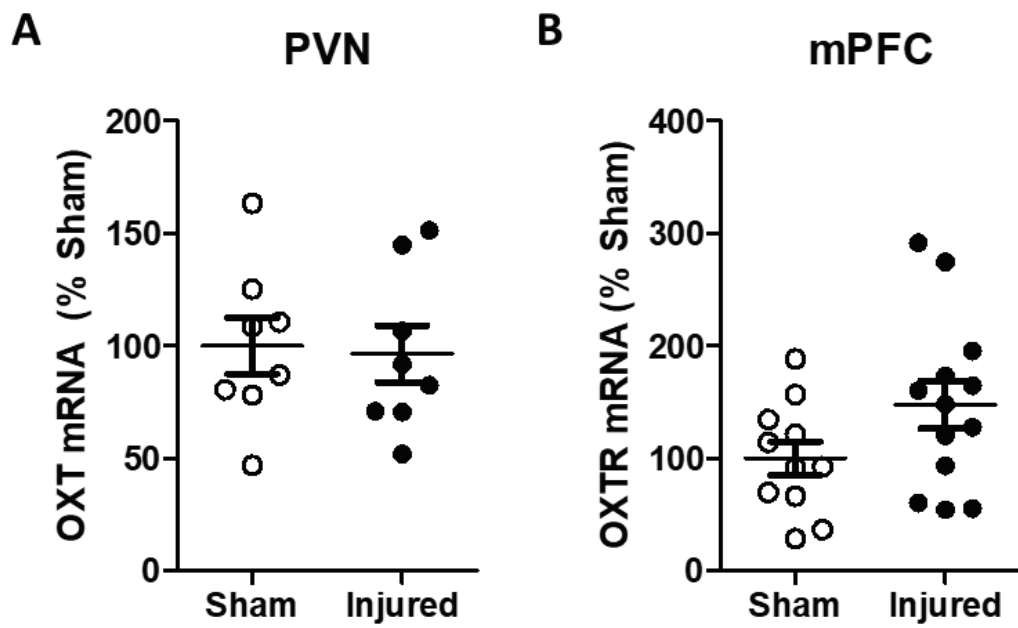 A
PVN
OXT mRNA (% Sham)
200
150
100
50
0
Sham Injured
B
mPFC
OXTR mRNA (% Sham)
400
300
200
100
0
Sham Injured